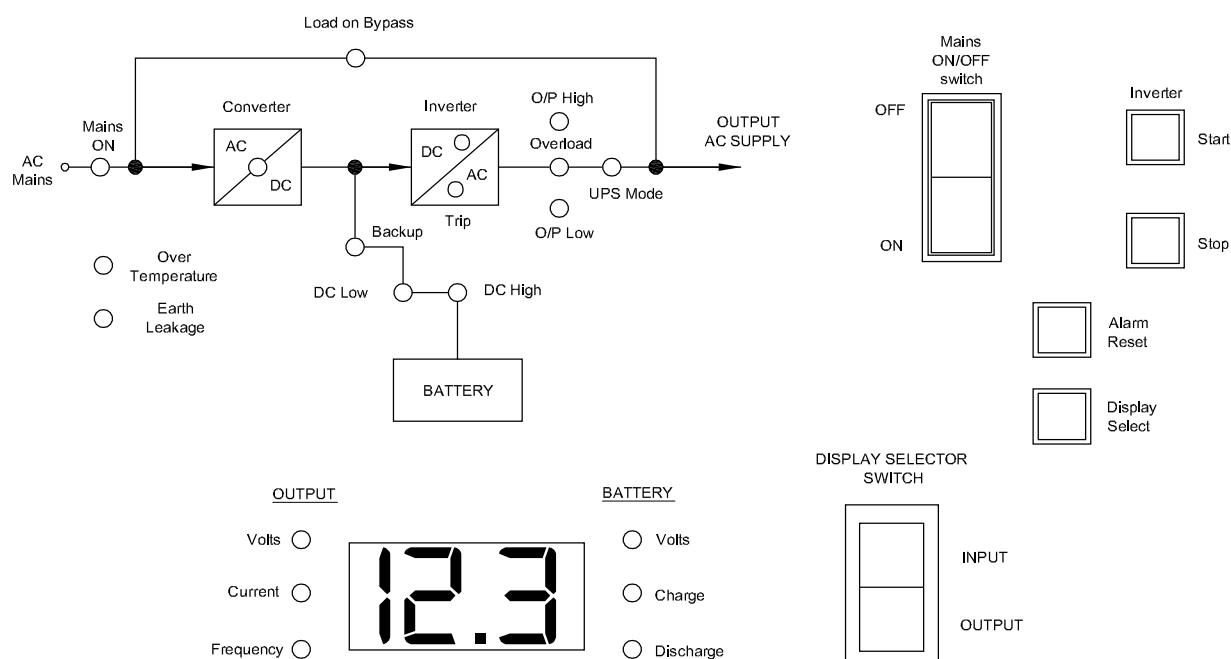 Load on Bypass
Mains
ON/OFF
switch
Converter
Inverter
O/P High
Inverter
Mains
ON
OUTPUT
AC SUPPLY
OFF
AC
Mains
AC
DC
DC
AC
Overload
Start
UPS Mode
Trip
Backup
O/P Low
ON
Stop
Over
Temperature
DC Low
DC High
Earth
Leakage
Alarm
Reset
BATTERY
Display
Select
DISPLAY SELECTOR
SWITCH
OUTPUT
BATTERY
Volts
Volts
12.3
INPUT
Current
Charge
OUTPUT
Frequency
Discharge